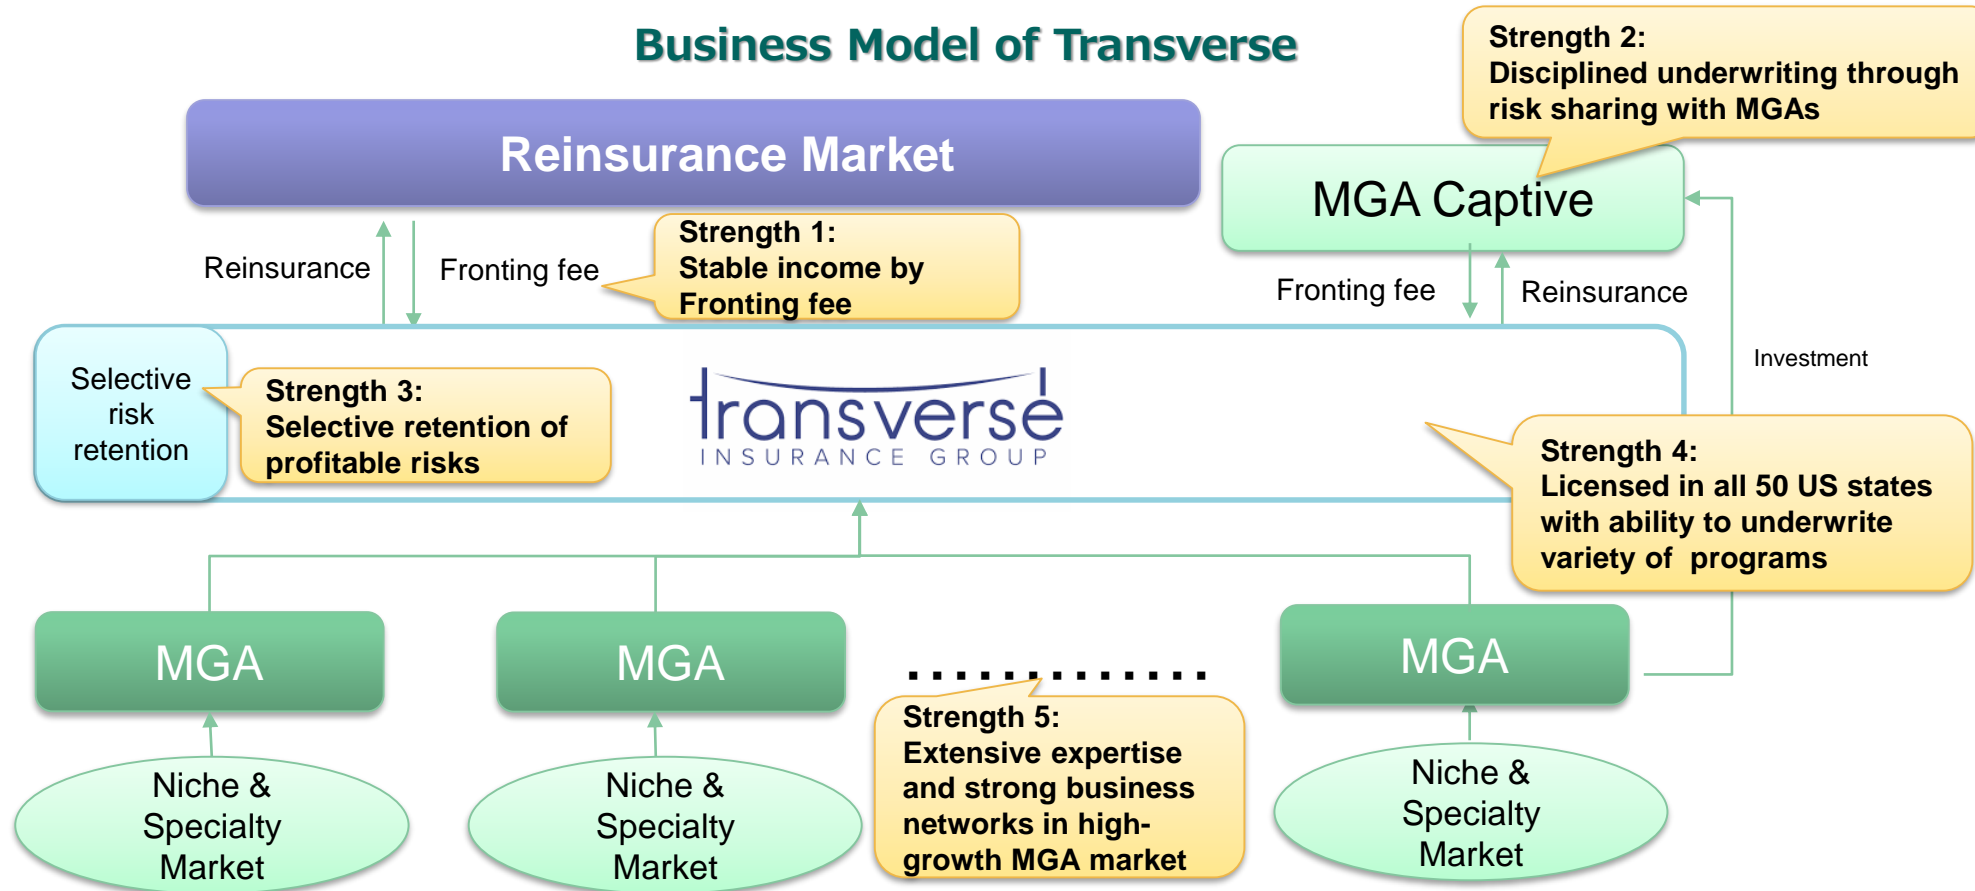 Business Model of Transverse
Strength 2:
Disciplined underwriting through
risk sharing with MGAs
Reinsurance Market
MGA Captive
Reinsurance
Fronting fee
Strength 1:
Stable income by
Fronting fee
Fronting fee
Reinsurance
Investment
Selective
risk
retention
Strength 3:
Selective retention of
profitable risks
transverse
INSURANCE GROUP
Strength 4:
Licensed in all 50 US states
with ability to underwrite
variety of programs
MGA
MGA
.............
MGA
Strength 5:
Extensive expertise
and strong business
networks in high-
growth MGA market
Niche &
Specialty
Market
Niche &
Specialty
Market
Niche &
Specialty
Market